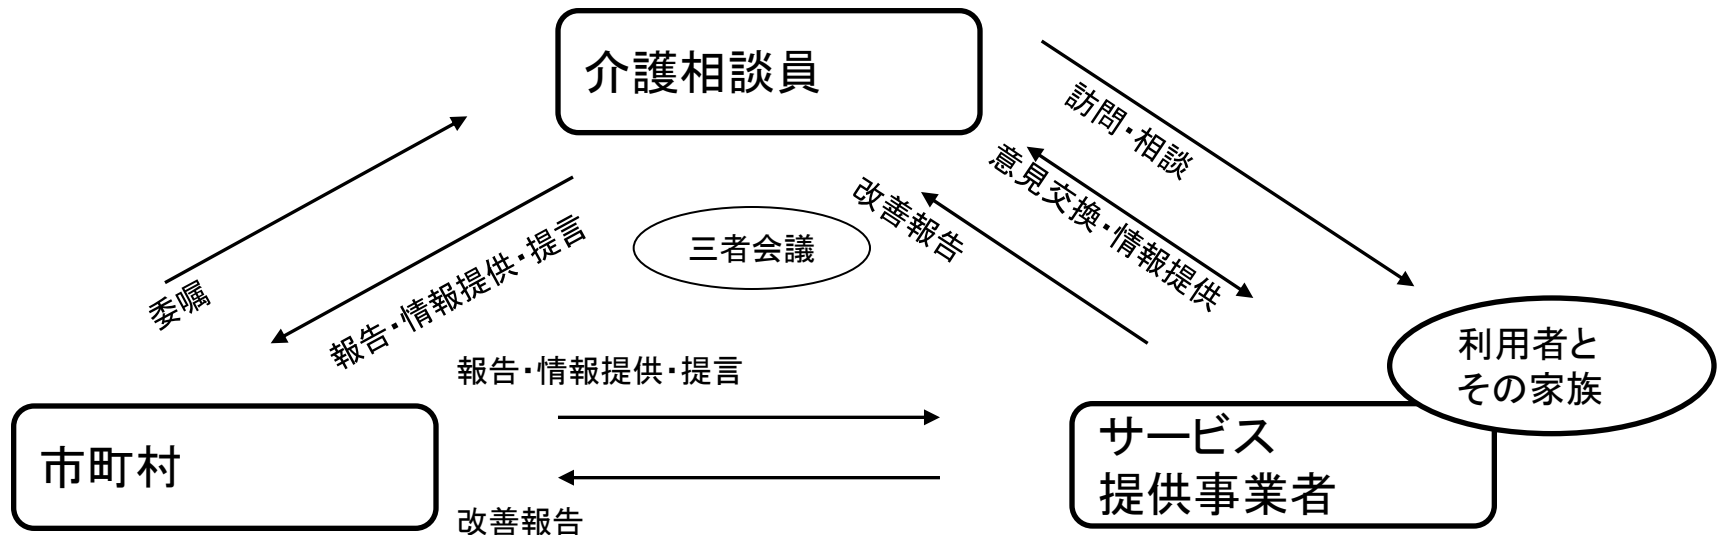 介護相談員
訪問・相談
意見交換・情報提供
改善報告
三者会議
委嘱
報告・情報提供・提言
利用者と
その家族
報告・情報提供・提言
市町村
サービス
提供事業者
改善報告